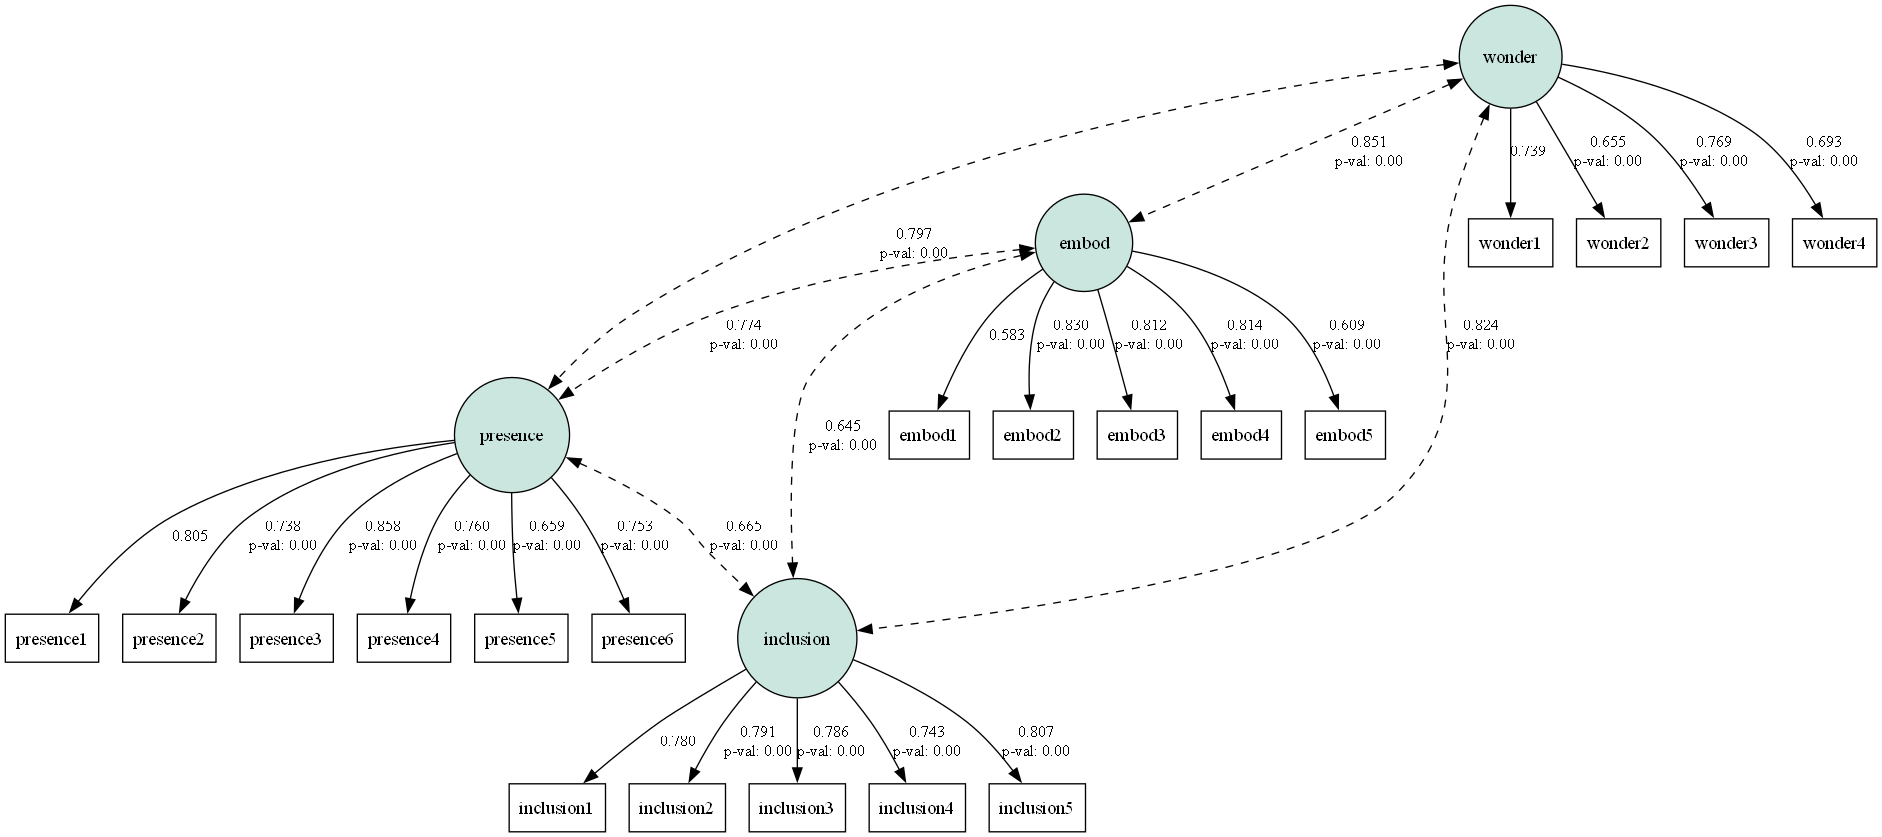 wonder
0.851
p-val: 0.00
0.739
0.655
p-val: 0.00
0.769
p-val: 0.00
0.693
p-val: 0.00
0.797
p-val: 0.00
embod
wonder1
wonder2
wonder3
wonder4
0.774
p-val: 0.00
0.583
0.830
p-val: 0.00
0.812
p-val: 0.00
0.814
p-val: 0.00
0.609
p-val: 0.00
0.824
p-val: 0.00
presence
0.645
p-val: 0.00
embod1
embod2
embod3
embod4
embod5
0.805
0.738
p-val: 0.00
0.858
p-val: 0.00
0.760
p-val: 0.00
0.659
p-val: 0.00
0.753
p-val: 0.00
0.665
p-val: 0.00
presence1
presence2
presence3
presence4
presence5
presence6
inclusion
0.780
0.791
p-val: 0.00
0.786
p-val: 0.00
0.743
p-val: 0.00
0.807
p-val: 0.00
inclusion1
inclusion2
inclusion3
inclusion4
inclusion5